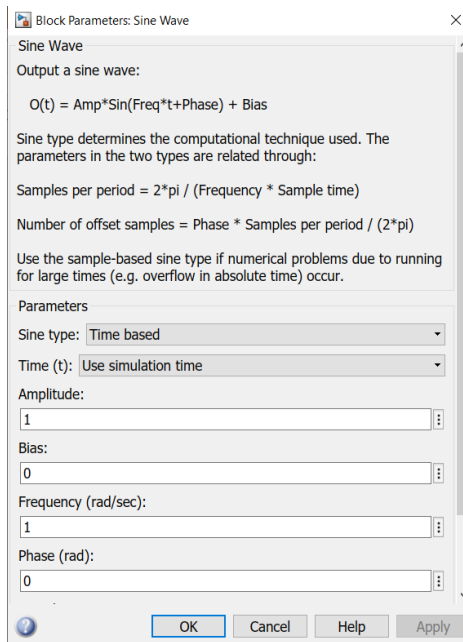 Block Parameters: Sine Wave
Sine Wave
Output a sine wave:
O(t) = Amp*Sin(Freq*t+Phase) + Bias
Sine type determines the computational technique used. The
parameters in the two types are related through:
Samples per period = 2*pi / (Frequency * Sample time)
Number of offset samples = Phase * Samples per period / (2*pi)
Use the sample-based sine type if numerical problems due to running
for large times (e.g. overflow in absolute time) occur.
Parameters
Sine type: Time based
Time (t): Use simulation time
Amplitude:
1
Bias:
0
Frequency (rad/sec):
1
Phase (rad):
0
OK Cancel Help Apply